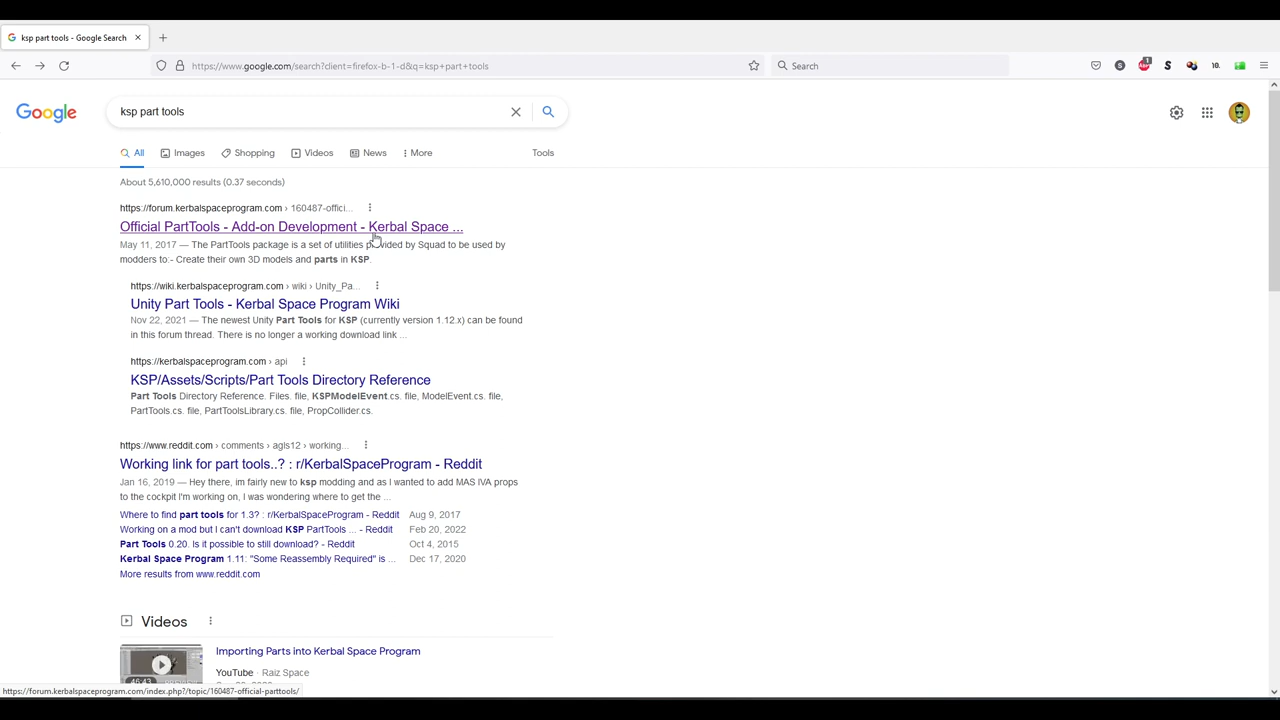 ksp part tools - Google Search
https://www.google.com/search?client=firefox-b-1-d&q=ksp+part+tools
Search
1
10.
Google
ksp part tools
All
Images
Shopping
Videos
News
More
Tools
About 5,610,000 results (0.37 seconds)
https://forum.kerbalspaceprogram.com › 160487-offici...
Official PartTools - Add-on Development - Kerbal Space ...
May 11, 2017 — The PartTools package is a set of utilities provided by Squad to be used by
modders to:- Create their own 3D models and parts in KSP.
https://wiki.kerbalspaceprogram.com › wiki › Unity_Pa...
Unity Part Tools - Kerbal Space Program Wiki
Nov 22, 2021 — The newest Unity Part Tools for KSP (currently version 1.12.x) can be found
in this forum thread. There is no longer a working download link ...
https://kerbalspaceprogram.com › api
KSP/Assets/Scripts/Part Tools Directory Reference
Part Tools Directory Reference. Files. file, KSPModelEvent.cs. file, ModelEvent.cs. file,
PartTools.cs. file, PartToolsLibrary.cs. file, PropCollider.cs.
https://www.reddit.com › comments › agis12 › working...
Working link for part tools..? : r/KerbalSpaceProgram - Reddit
Jan 16, 2019 — Hey there, im fairly new to ksp modding and as I wanted to add MAS IVA props
to the cockpit I'm working on, I was wondering where to get the ...
Where to find part tools for 1.3? : r/KerbalSpaceProgram - Reddit Aug 9, 2017
Working on a mod but I can't download KSP PartTools ... - Reddit Feb 20, 2022
Part Tools 0.20. Is it possible to still download? - Reddit Oct 4, 2015
Kerbal Space Program 1.11: "Some Reassembly Required" is ... Dec 17, 2020
More results from www.reddit.com
Videos
Importing Parts into Kerbal Space Program
YouTube · Raiz Space
46:43
https://forum.kerbalspaceprogram.com/index.php?/topic/160487-official-parttools/